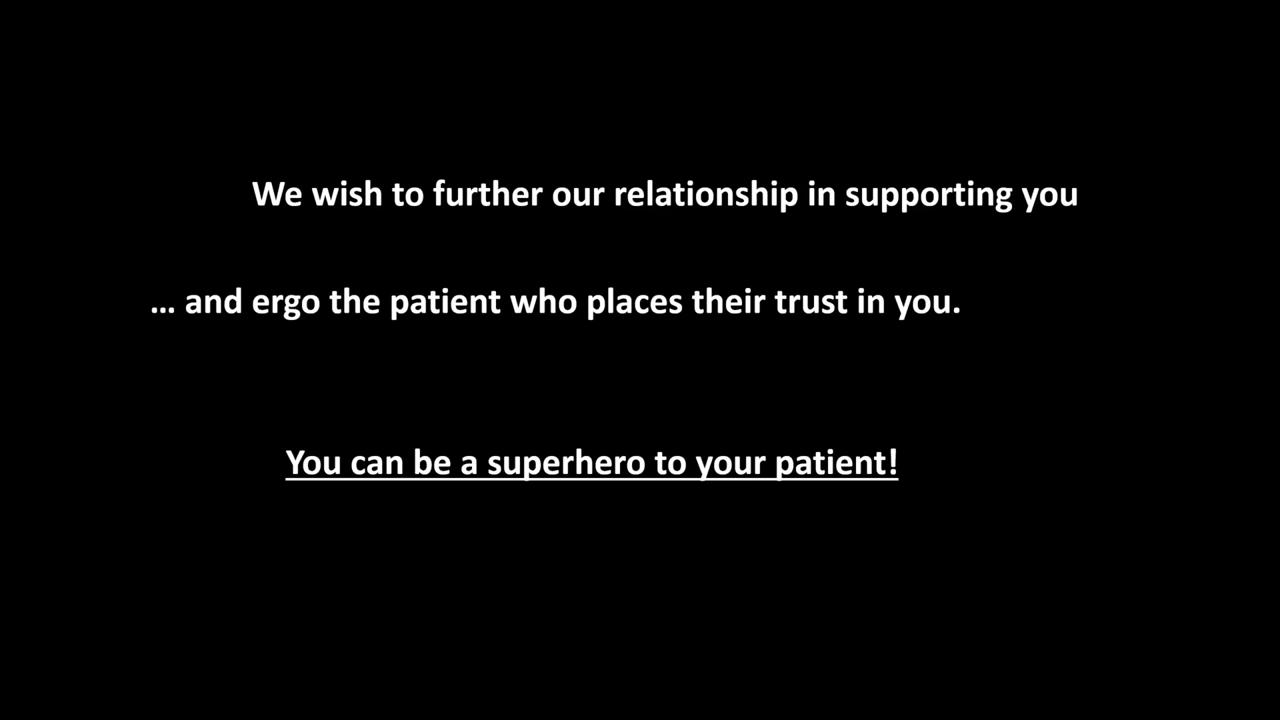 We wish to further our relationship in supporting you
… and ergo the patient who places their trust in you.
You can be a superhero to your patient!